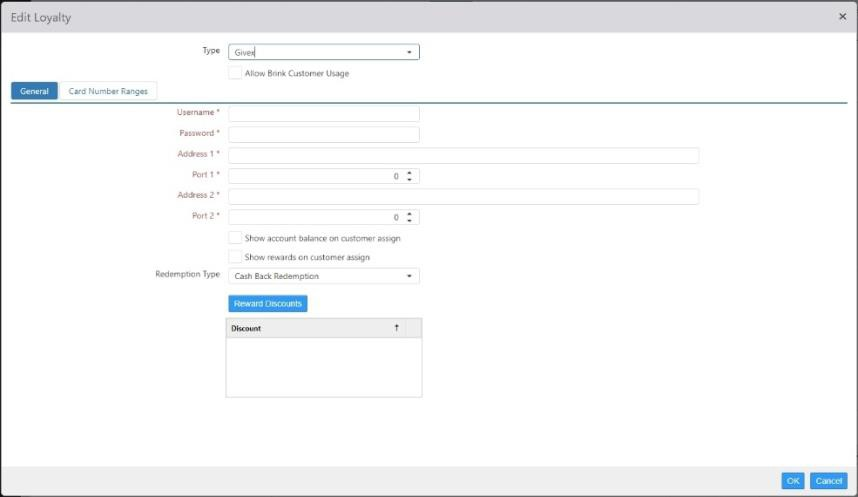 Edit Loyalty
Type Givex
Allow Brink Customer Usage
General Card Number Ranges
Username *
Password *
Address 1 *
Port 1 * 0
Address 2 *
Port 2 * 0
Show account balance on customer assign
Show rewards on customer assign
Redemption Type Cash Back Redemption
Reward Discounts
Discount
OK Cancel